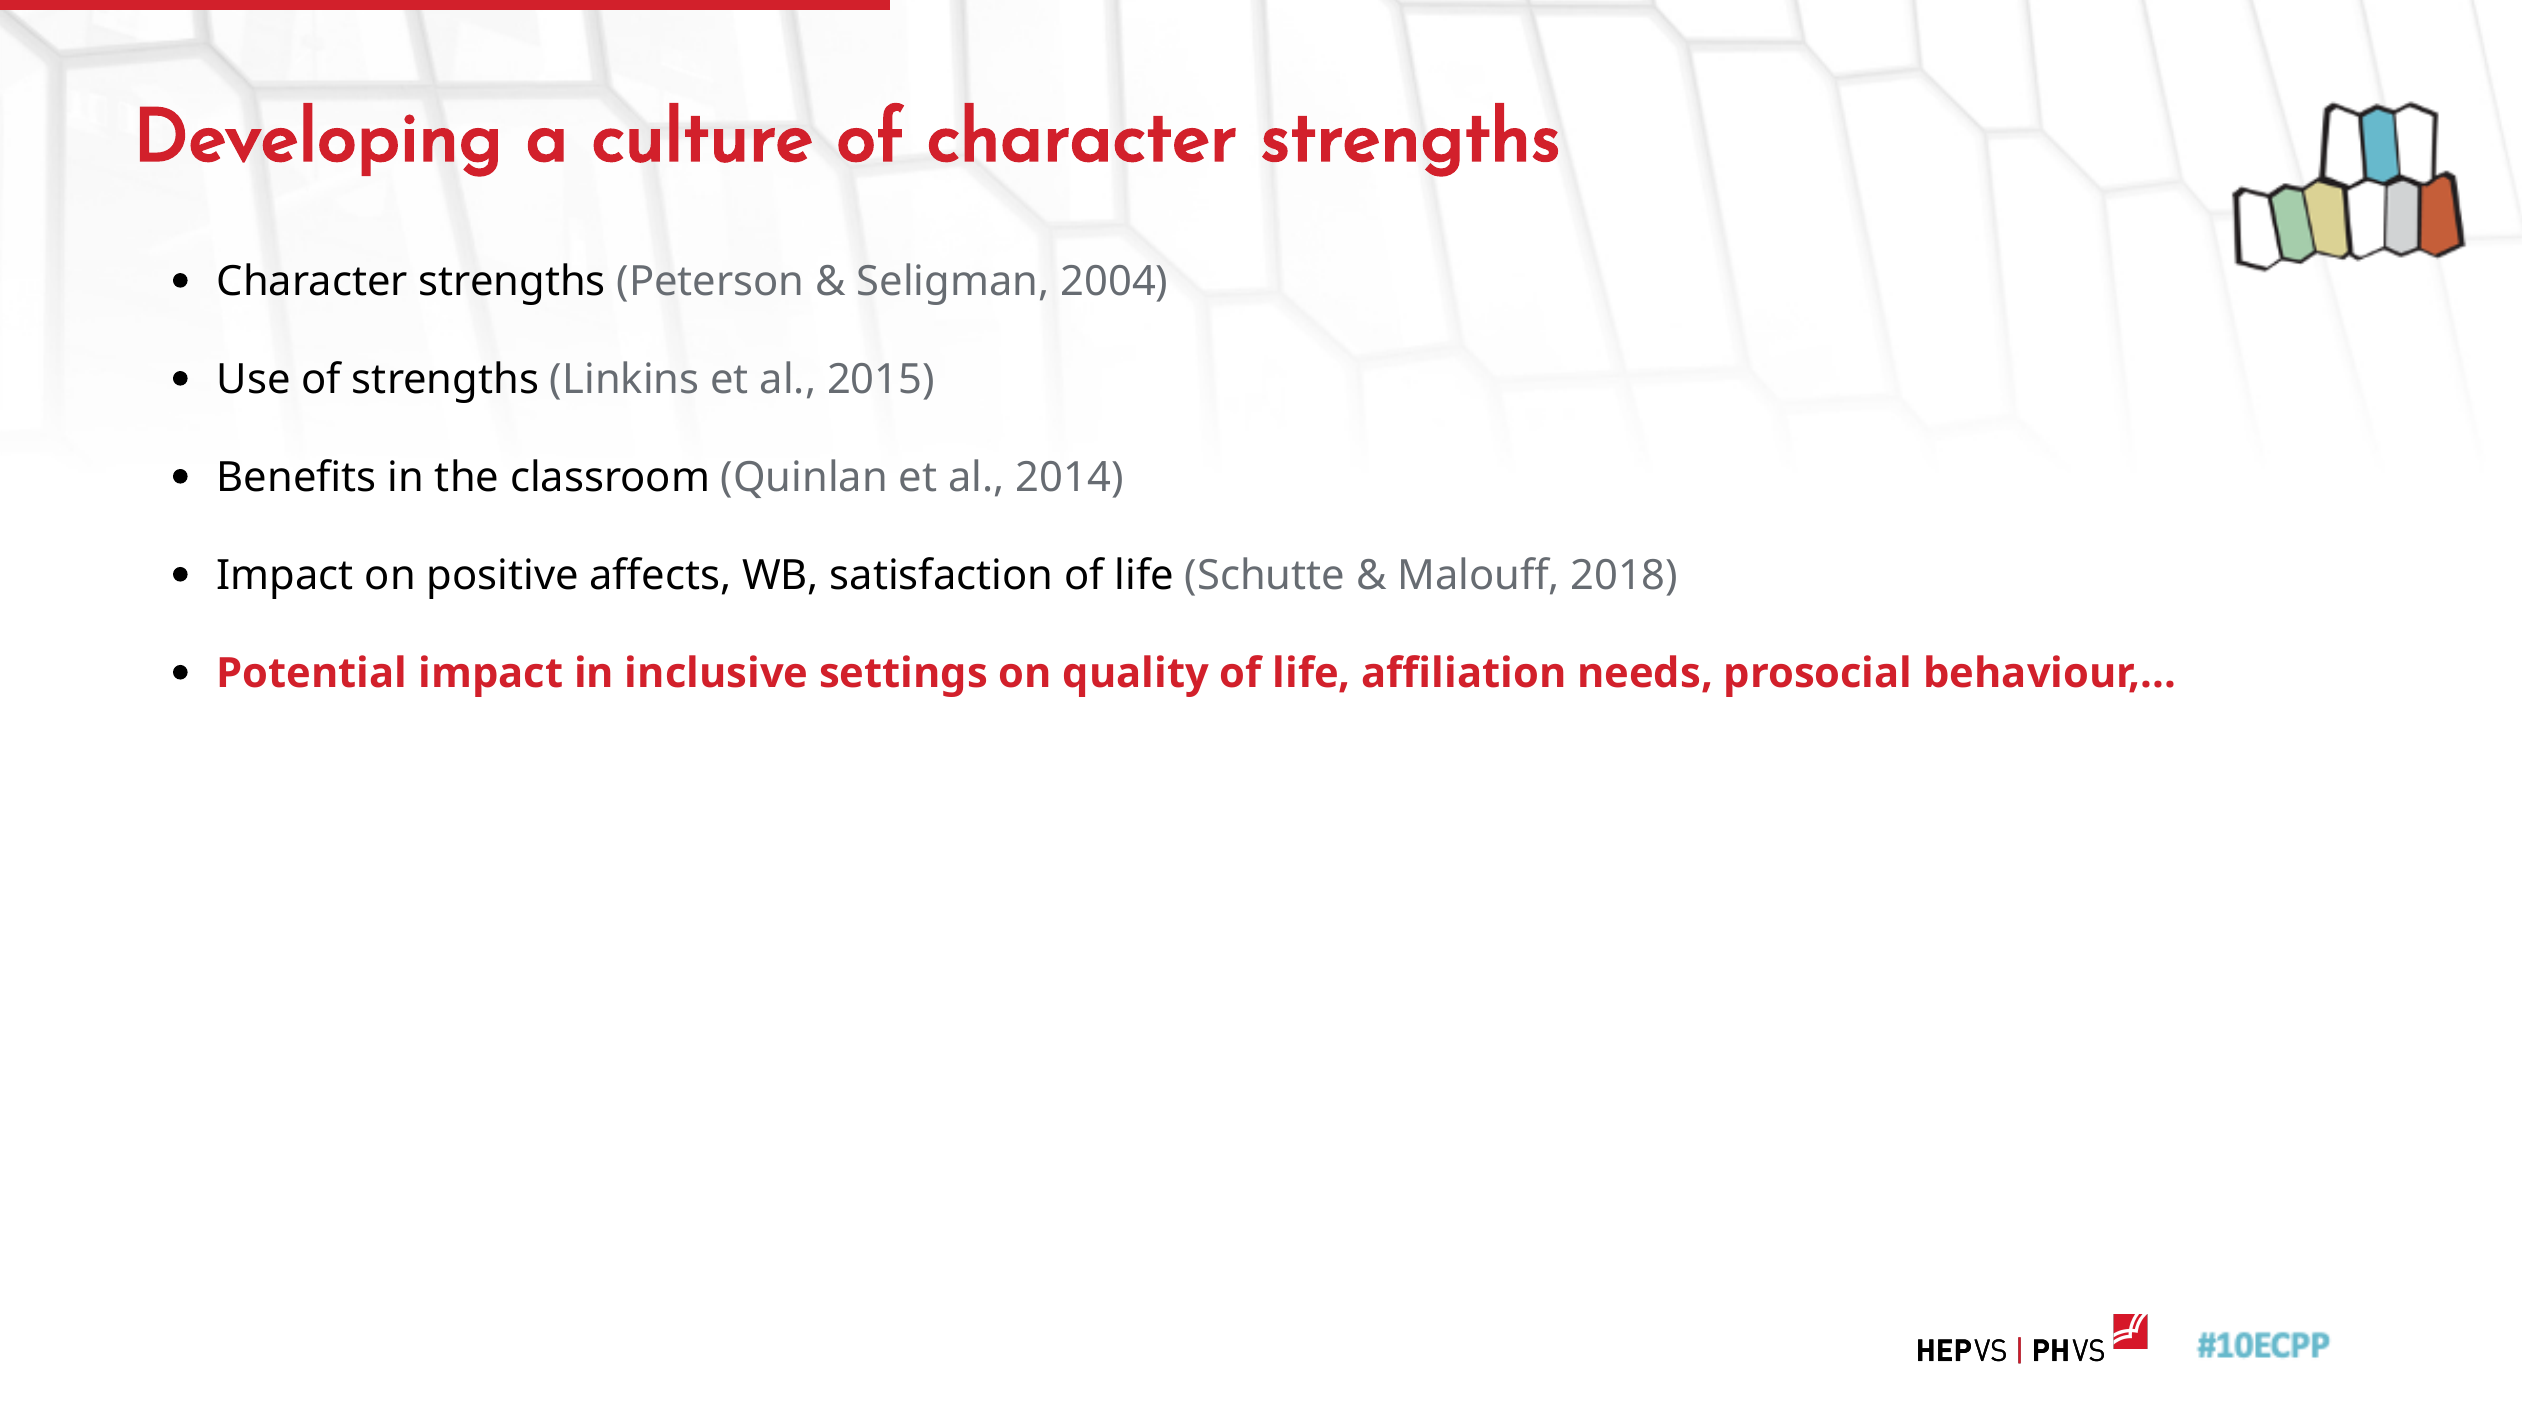 Developing a culture of character strengths
• Character strengths (Peterson & Seligman, 2004)
• Use of strengths (Linkins et al., 2015)
• Benefits in the classroom (Quinlan et al., 2014)
• Impact on positive affects, WB, satisfaction of life (Schutte & Malouff, 2018)
• Potential impact in inclusive settings on quality of life, affiliation needs, prosocial behaviour,...
HEPVS | PHVS #10ECPP